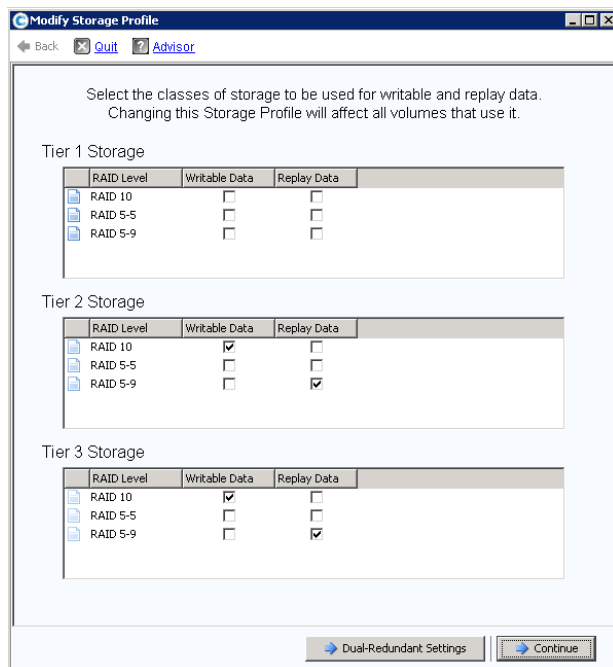 Modify Storage Profile
Back Quit Advisor
Select the classes of storage to be used for writable and replay data.
Changing this Storage Profile will affect all volumes that use it.
Tier 1 Storage
RAID Level Writable Data Replay Data
RAID 10
RAID 5-5
RAID 5-9
Tier 2 Storage
RAID Level Writable Data Replay Data
RAID 10
RAID 5-5
RAID 5-9
Tier 3 Storage
RAID Level Writable Data Replay Data
RAID 10
RAID 5-5
RAID 5-9
Dual-Redundant Settings Continue